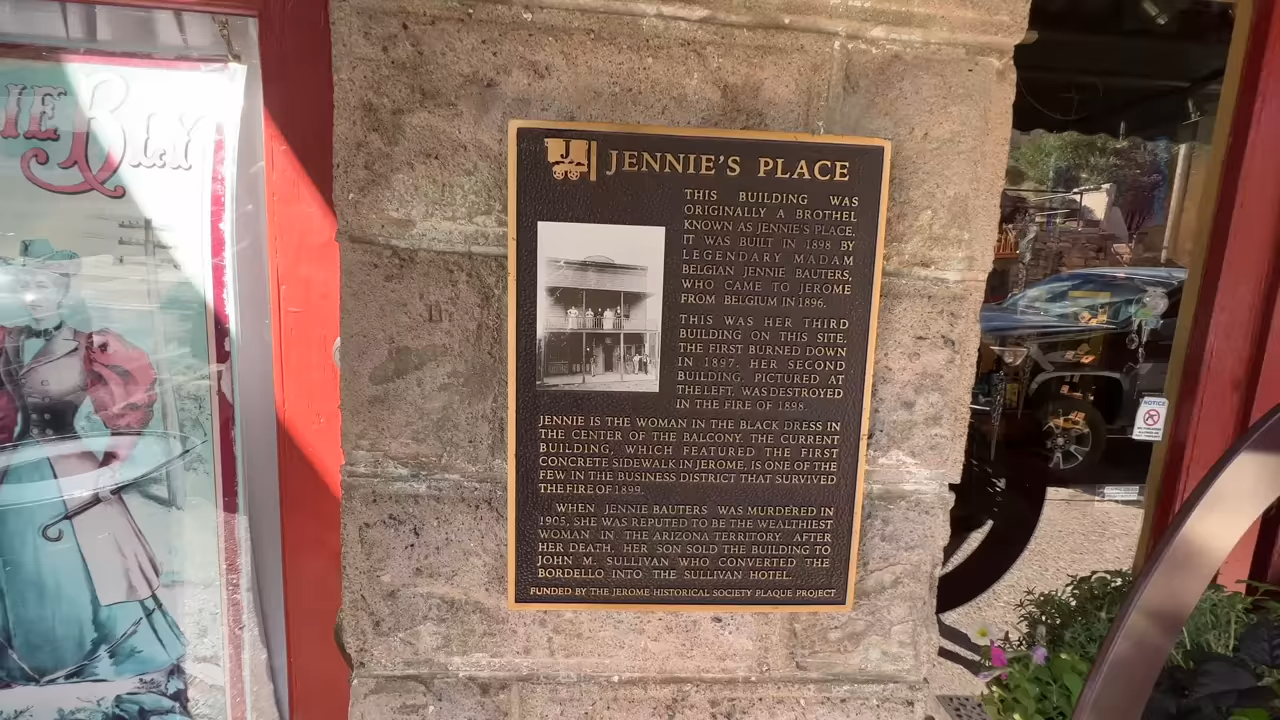 IE Bay
J
JENNIE'S PLACE
THIS BUILDING WAS
ORIGINALLY A BROTHEL
KNOWN AS JENNIE'S PLACE.
IT WAS BUILT IN 1898 BY
LEGENDARY MADAM
BELGIAN JENNIE BAUTERS,
WHO CAME TO JEROME
FROM BELGIUM IN 1896.
THIS WAS HER THIRD
BUILDING ON THIS SITE.
THE FIRST BURNED DOWN
IN 1897. HER SECOND
BUILDING, PICTURED AT
THE LEFT, WAS DESTROYED
IN THE FIRE OF 1898.
JENNIE IS THE WOMAN IN THE BLACK DRESS IN
THE CENTER OF THE BALCONY. THE CURRENT
BUILDING, WHICH FEATURED THE FIRST
CONCRETE SIDEWALK IN JEROME, IS ONE OF THE
FEW IN THE BUSINESS DISTRICT THAT SURVIVED
THE FIRE OF 1899.
WHEN JENNIE BAUTERS WAS MURDERED IN
1905, SHE WAS REPUTED TO BE THE WEALTHIEST
WOMAN IN THE ARIZONA TERRITORY. AFTER
HER DEATH, HER SON SOLD THE BUILDING TO
JOHN M. SULLIVAN WHO CONVERTED THE
BORDELLO INTO THE SULLIVAN HOTEL.
FUNDED BY THE JEROME HISTORICAL SOCIETY PLAQUE PROJECT
NOTICE